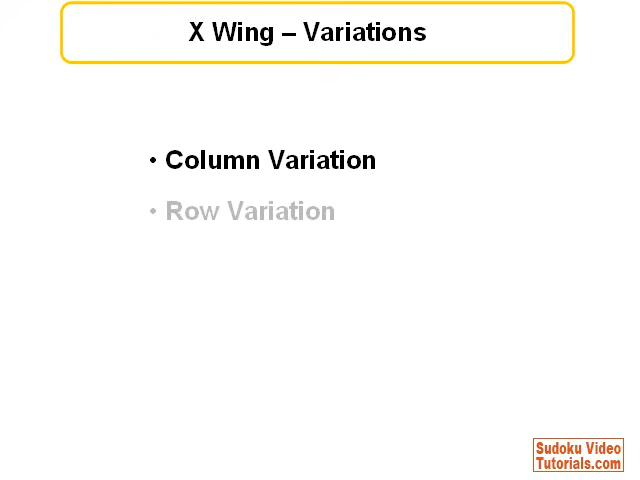 X Wing – Variations
• Column Variation
• Row Variation
Sudoku Video
Tutorials.com